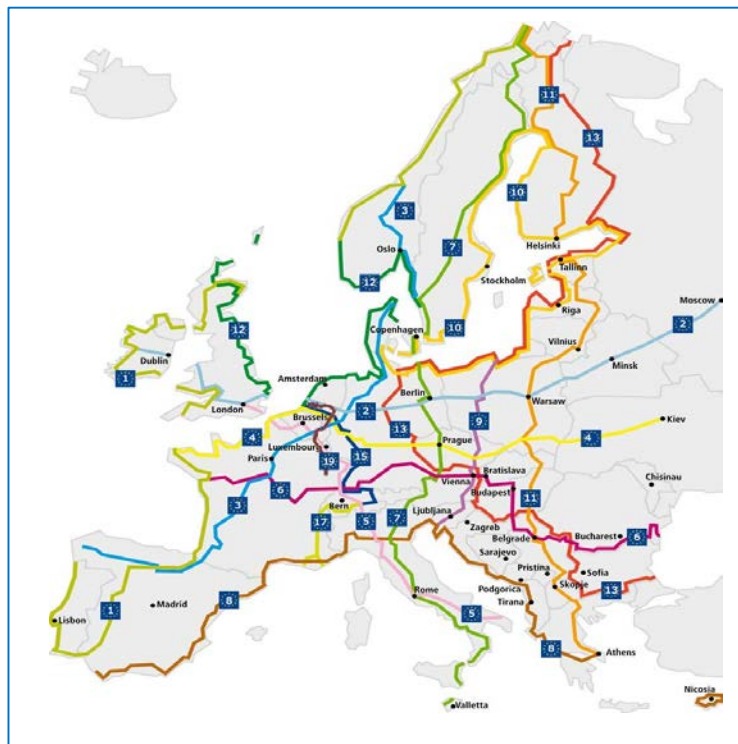 11
13
3
10
Oslo
7
Helsinki
12
Tallinn
Stockholm
Moscow
Riga
2
12
10
Copenhagen
Vilnius
Dublin
Minsk
1
Amsterdam
Berlin
London
2
Warsaw
Brussels
9
Kiev
4
13
4
Luxembourg
Prague
Paris
19
15
Vienna
Bratislava
Chisinau
6
Budapest
11
3
Bern
17
5
7
Ljubljana
Zagreb
Belgrade
Bucharest
6
Sarajevo
Pristina
Sofia
Rome
Podgorica
Skopje
13
8
1
Madrid
Tirana
5
Lisbon
8
Athens
Nicosia
Valletta